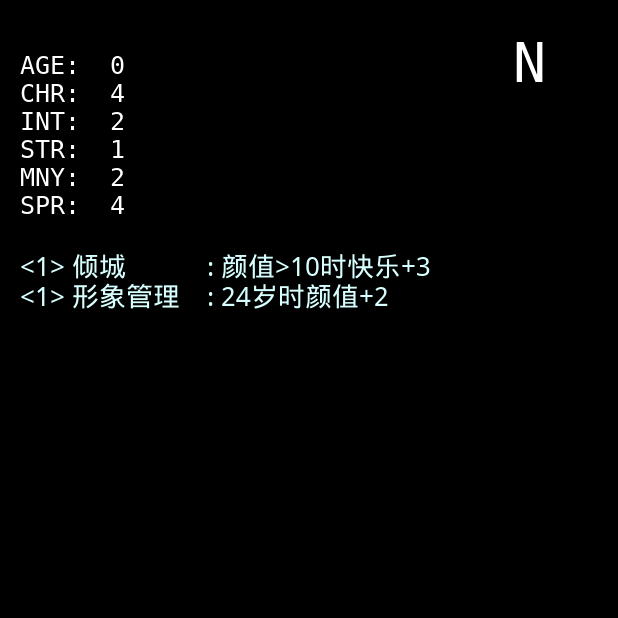 N
AGE: 0
CHR: 4
INT: 2
STR: 1
MNY: 2
SPR: 4
<1> 倾城 : 颜值>10时快乐+3
<1> 形象管理 : 24岁时颜值+2